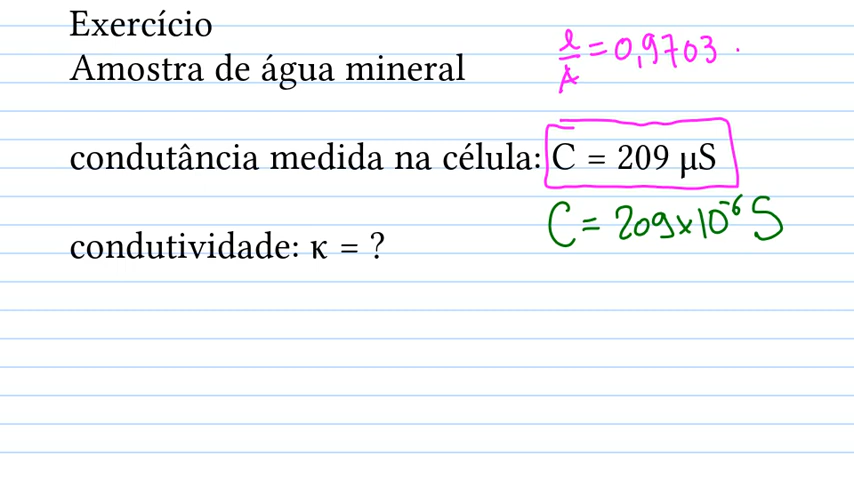 Exercício
Amostra de água mineral
l/A = 0,9703
condutância medida na célula: C = 209 µS
C = 209x10⁻⁶ S
condutividade: κ = ?